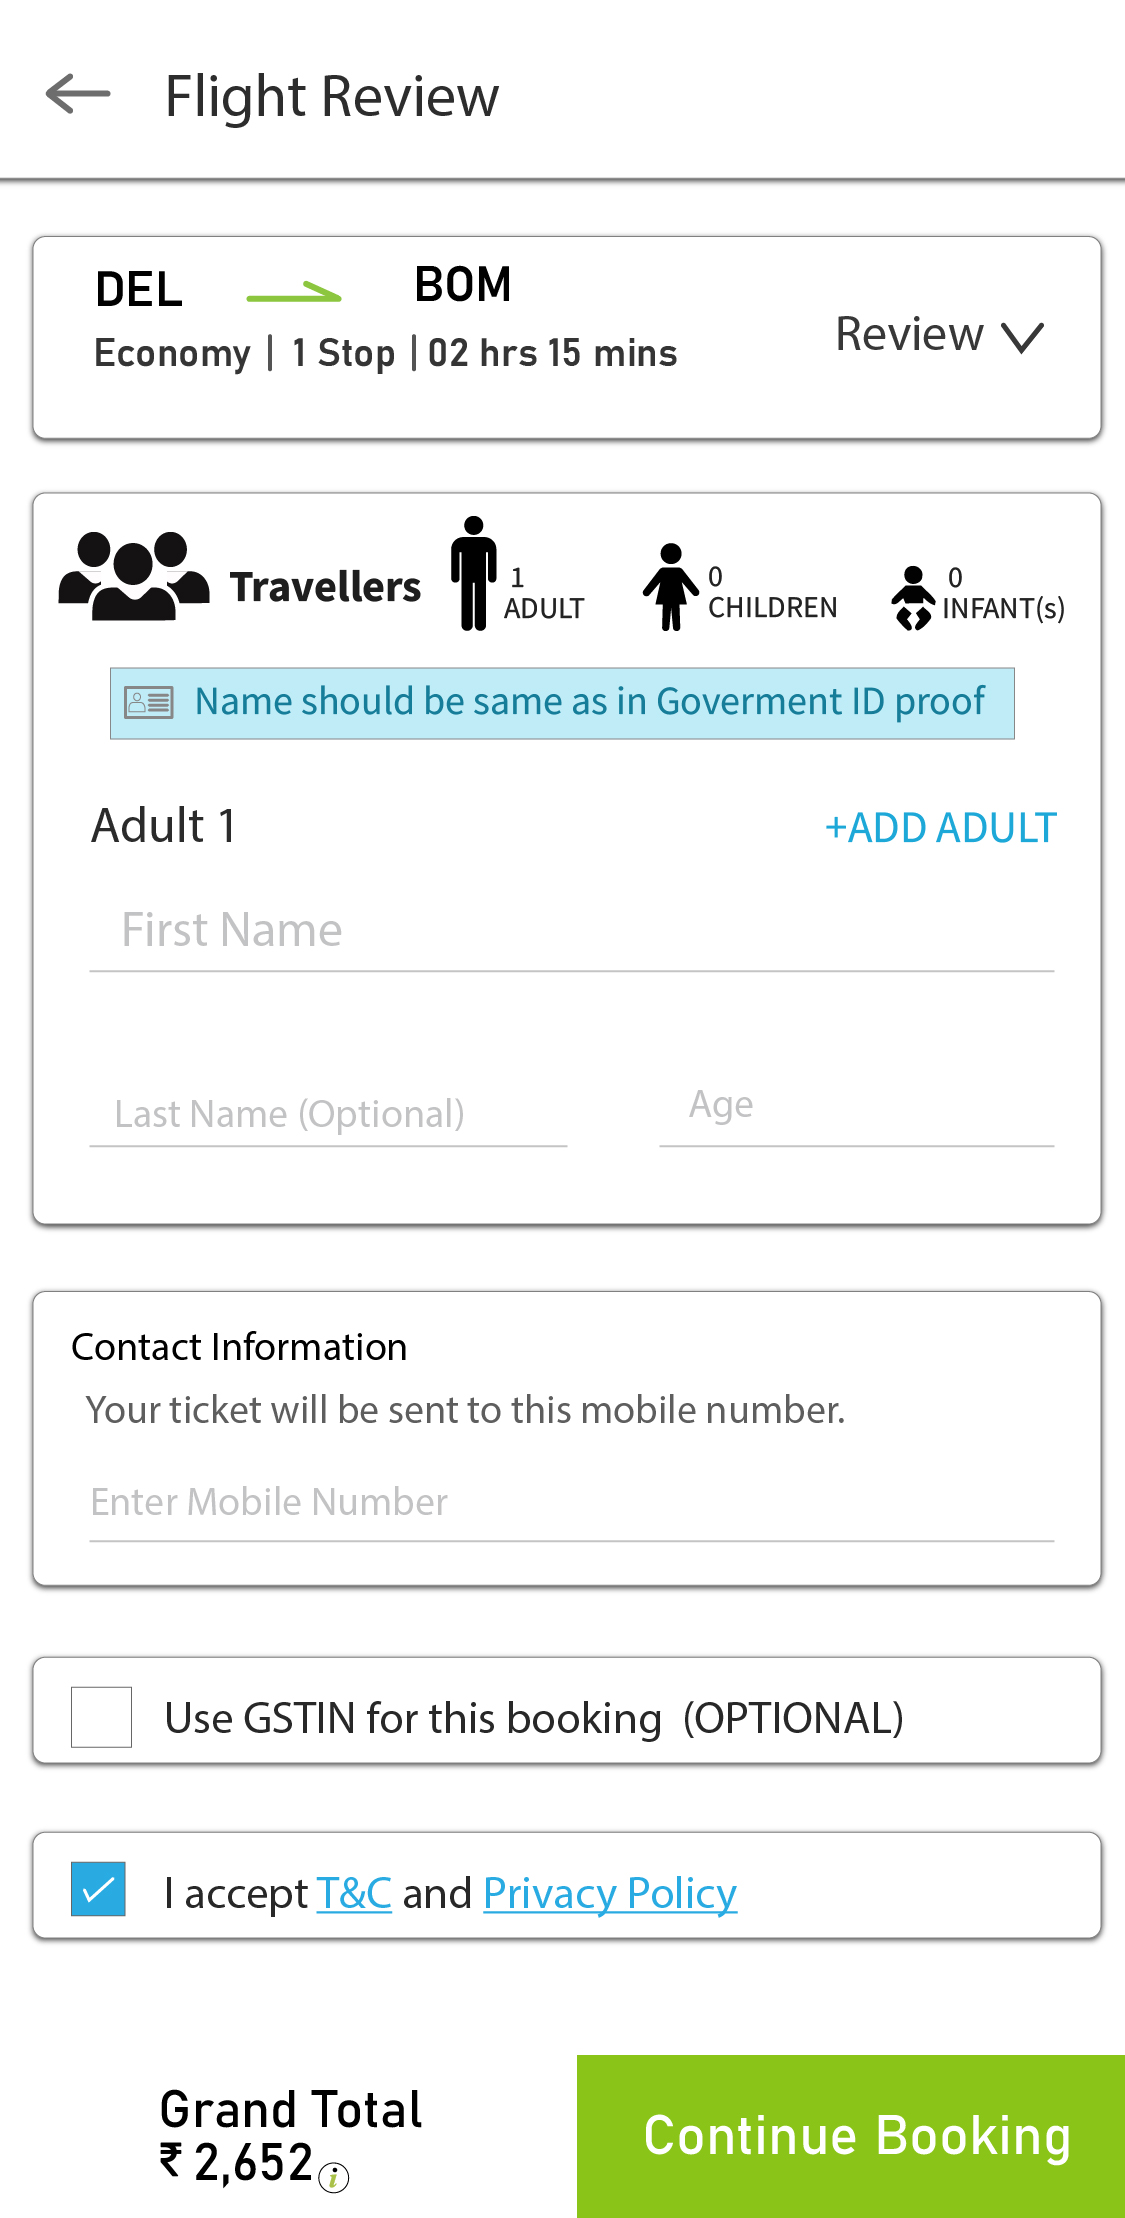 Flight Review
DEL BOM
Economy | 1 Stop | 02 hrs 15 mins
Review
Travellers
1
ADULT
0
CHILDREN
0
INFANT(s)
Name should be same as in Goverment ID proof
Adult 1
+ADD ADULT
First Name
Last Name (Optional)
Age
Contact Information
Your ticket will be sent to this mobile number.
Enter Mobile Number
Use GSTIN for this booking (OPTIONAL)
I accept T&C and Privacy Policy
Grand Total
₹ 2,652 i
Continue Booking